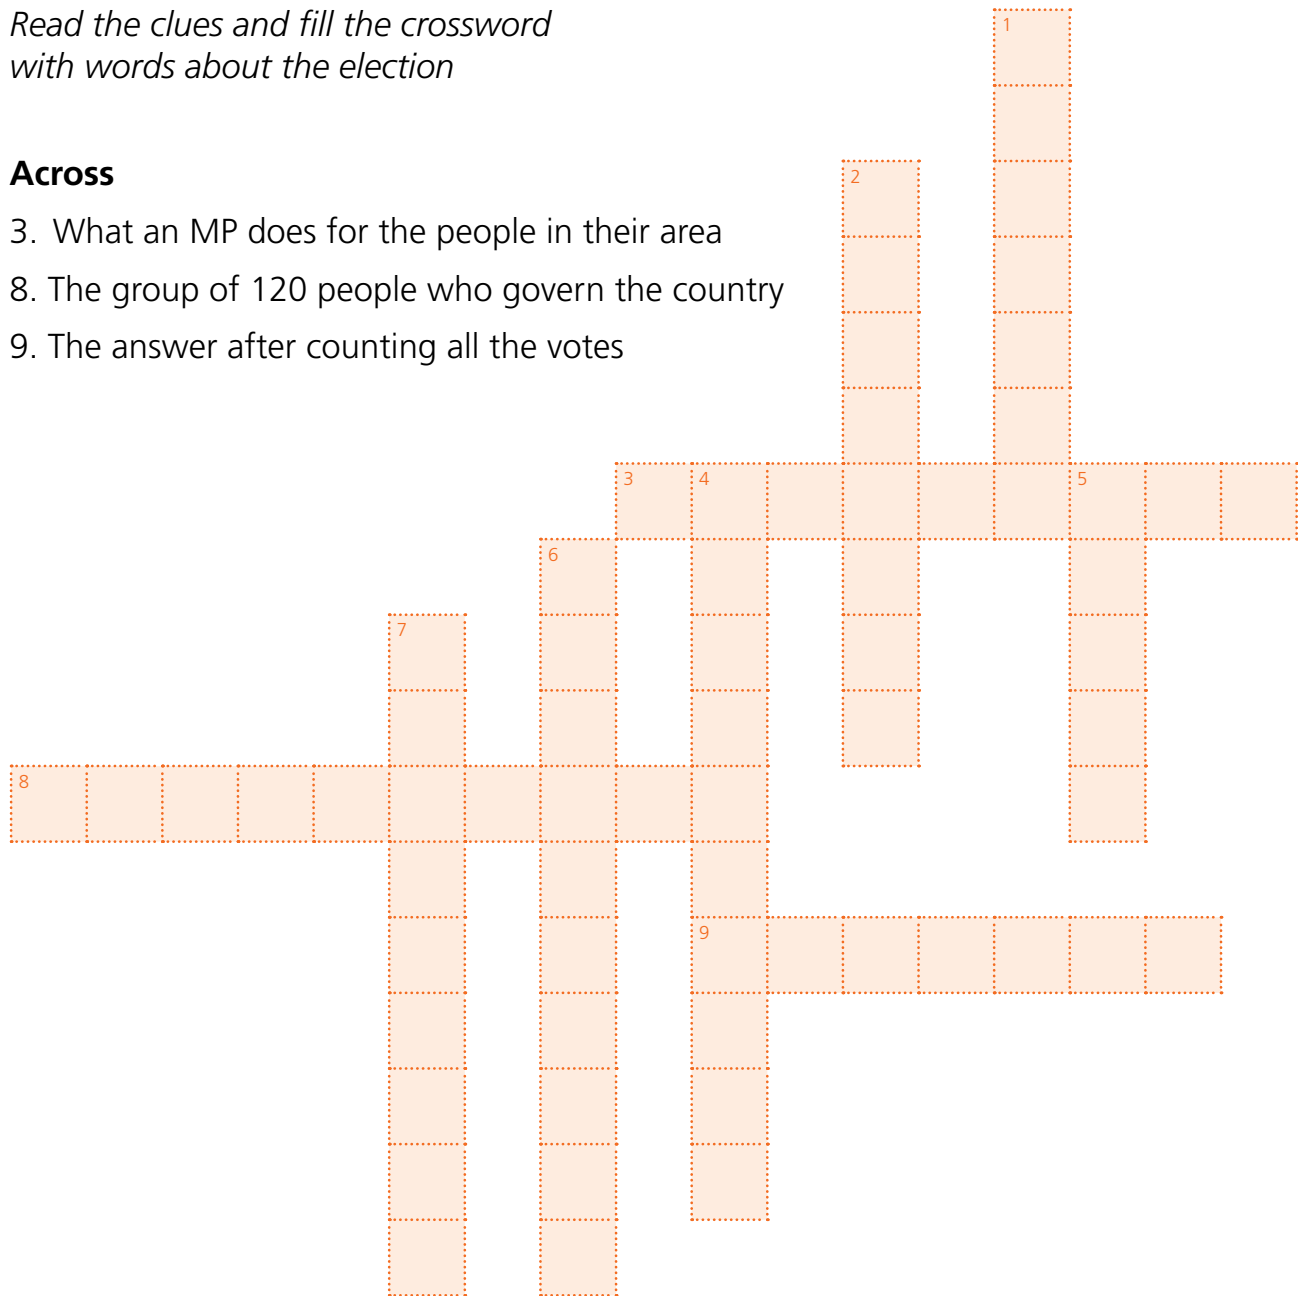 Read the clues and fill the crossword
with words about the election
Across
3. What an MP does for the people in their area
8. The group of 120 people who govern the country
9. The answer after counting all the votes
1
2
3 4 5
6
7
8
9